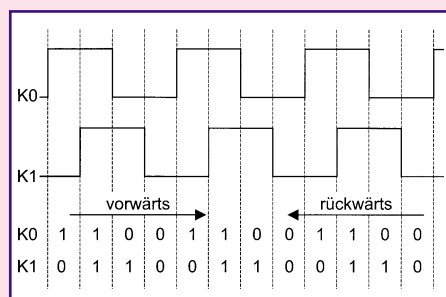 K0
K1
vorwärts rückwärts
K0 1 1 0 0 1 1 0 0 1 1 0 0
K1 0 1 1 0 0 1 1 0 0 1 1 0